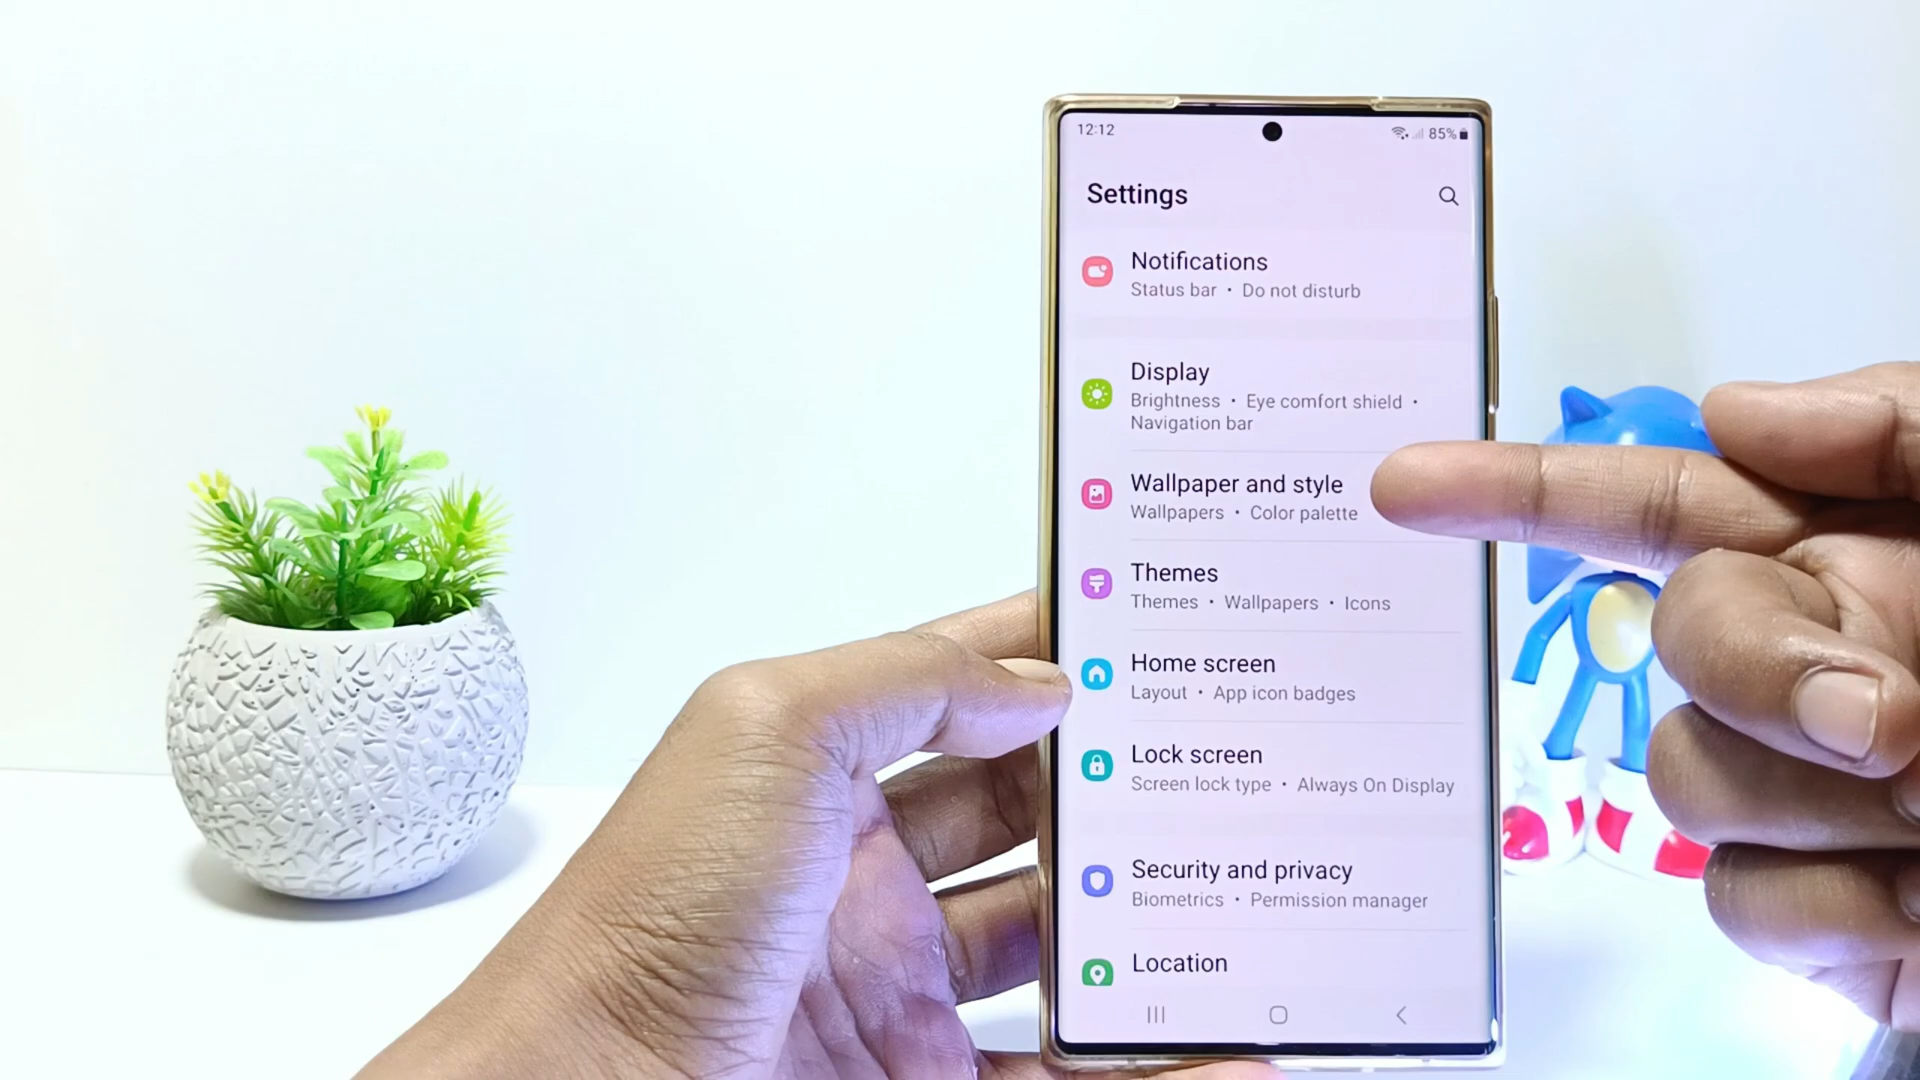 12:12
85%
Settings
Notifications
Status bar • Do not disturb
Display
Brightness • Eye comfort shield •
Navigation bar
Wallpaper and style
Wallpapers • Color palette
Themes
Themes • Wallpapers • Icons
Home screen
Layout • App icon badges
Lock screen
Screen lock type • Always On Display
Security and privacy
Biometrics • Permission manager
Location